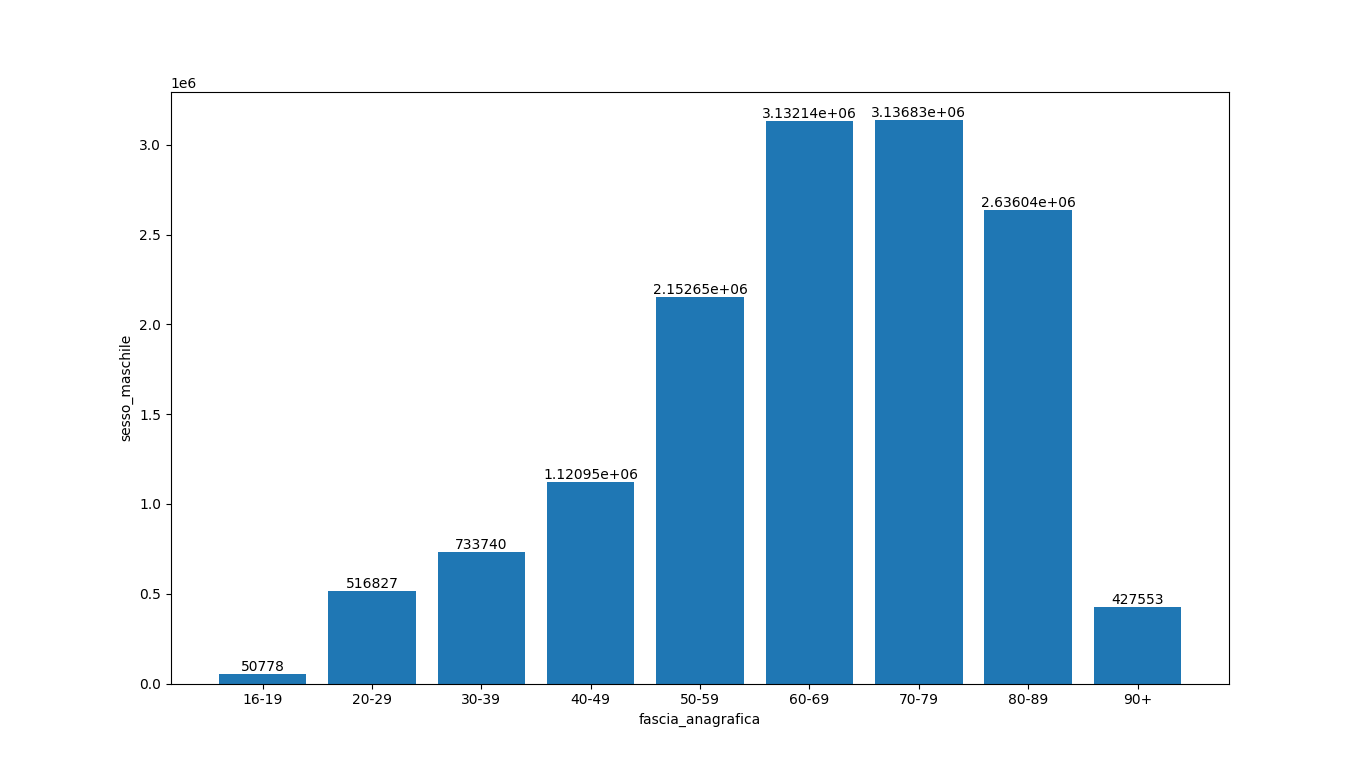 1e6
3.13214e+06
3.13683e+06
3.0
2.63604e+06
2.5
2.15265e+06
2.0
sesso_maschile
1.5
1.12095e+06
1.0
733740
516827
0.5
427553
50778
0.0
16-19 20-29 30-39 40-49 50-59 60-69 70-79 80-89 90+
fascia_anagrafica